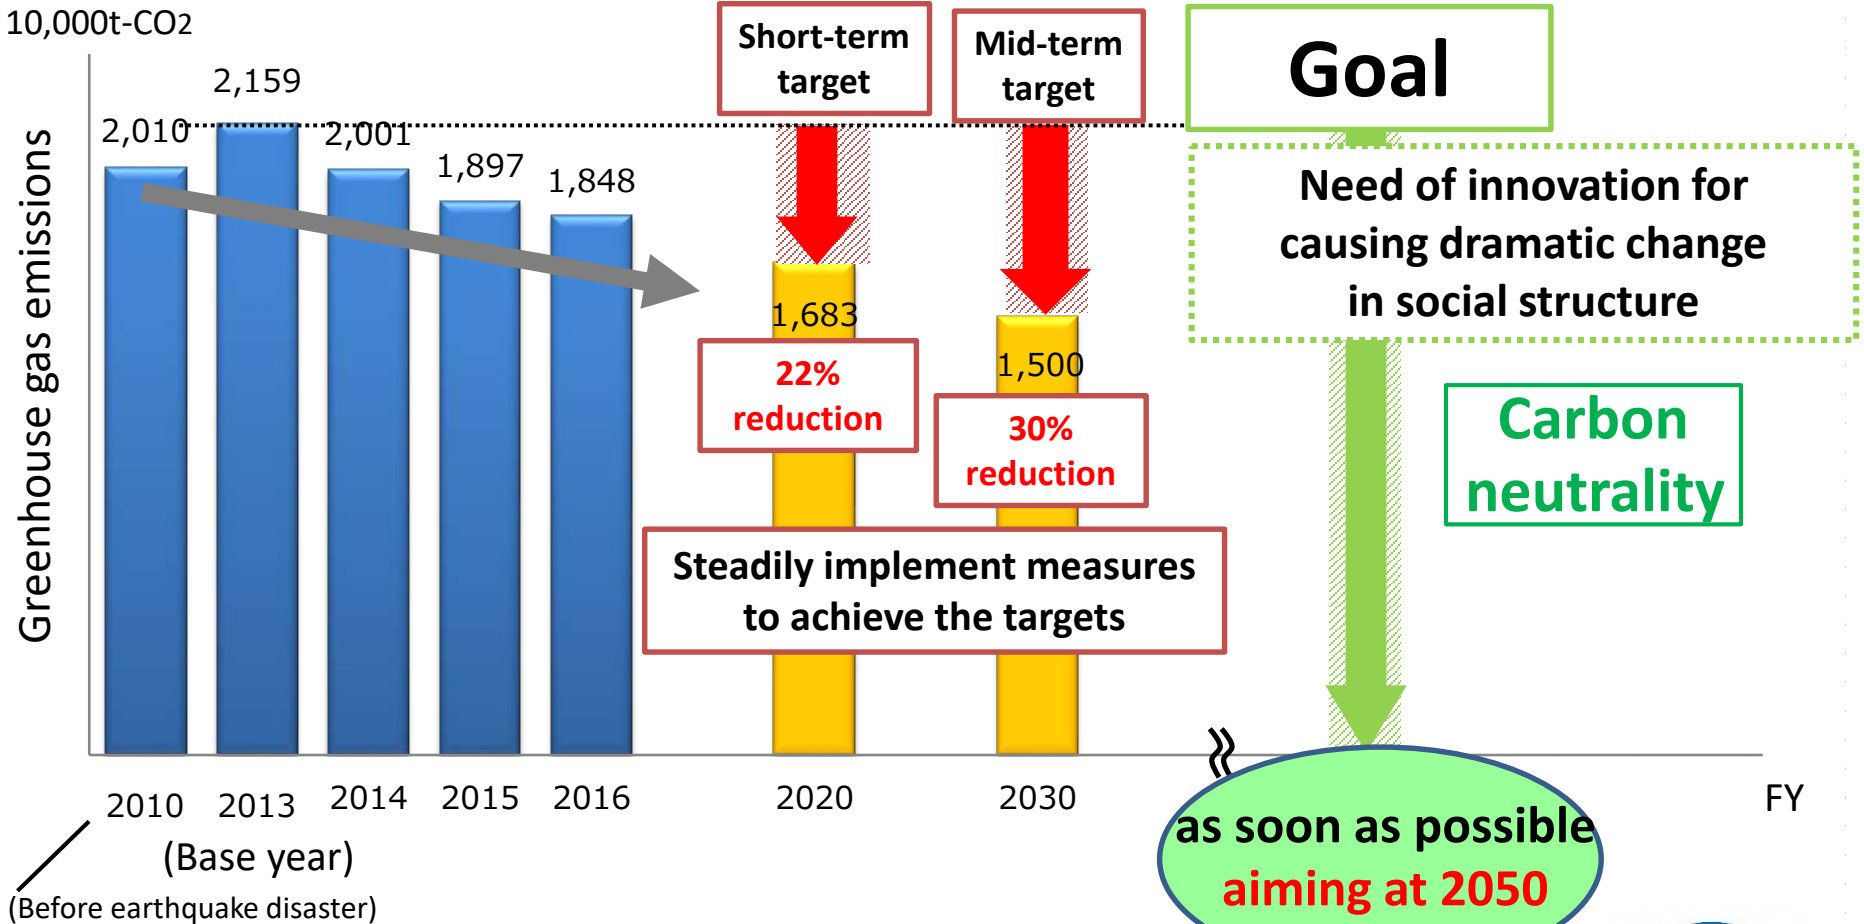 10,000t-CO2
Greenhouse gas emissions
2,010
2,159
2,001
1,897
1,848
Short-term
target
Mid-term
target
Goal
Need of innovation for
causing dramatic change
in social structure
1,683
22%
reduction
1,500
30%
reduction
Carbon
neutrality
Steadily implement measures
to achieve the targets
2010
2013
2014
2015
2016
2020
2030
FY
(Base year)
(Before earthquake disaster)
as soon as possible
aiming at 2050